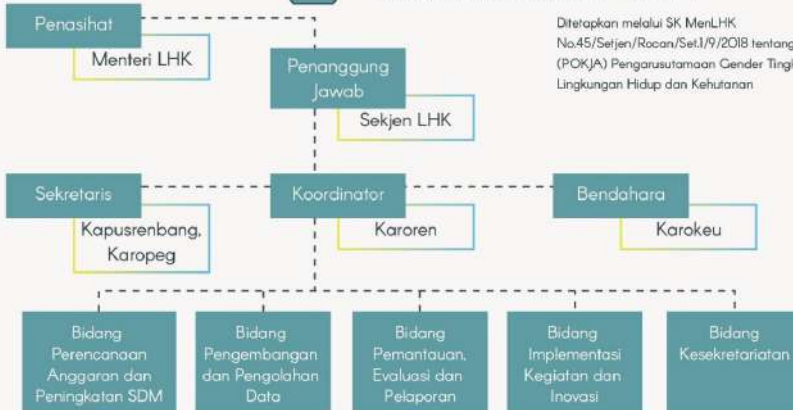 Ditetapkan melalui SK MenLHK
No.45/Setjen/Rocan/Set.1/9/2018 tentang
(POKJA) Pengarusutamaan Gender
Lingkungan Hidup dan Kehutanan
Penasihat
Menteri LHK
Penanggung
Jawab
Sekjen LHK
Sekretaris
Kapusrenbang,
Karopeg
Koordinator
Karoren
Bendahara
Karokeu
Bidang
Perencanaan
Anggaran dan
Peningkatan SDM
Bidang
Pengembangan
dan Pengolahan
Data
Bidang
Pemantauan,
Evaluasi dan
Pelaporan
Bidang
Implementasi
Kegiatan dan
Inovasi
Bidang
Kesekretariatan